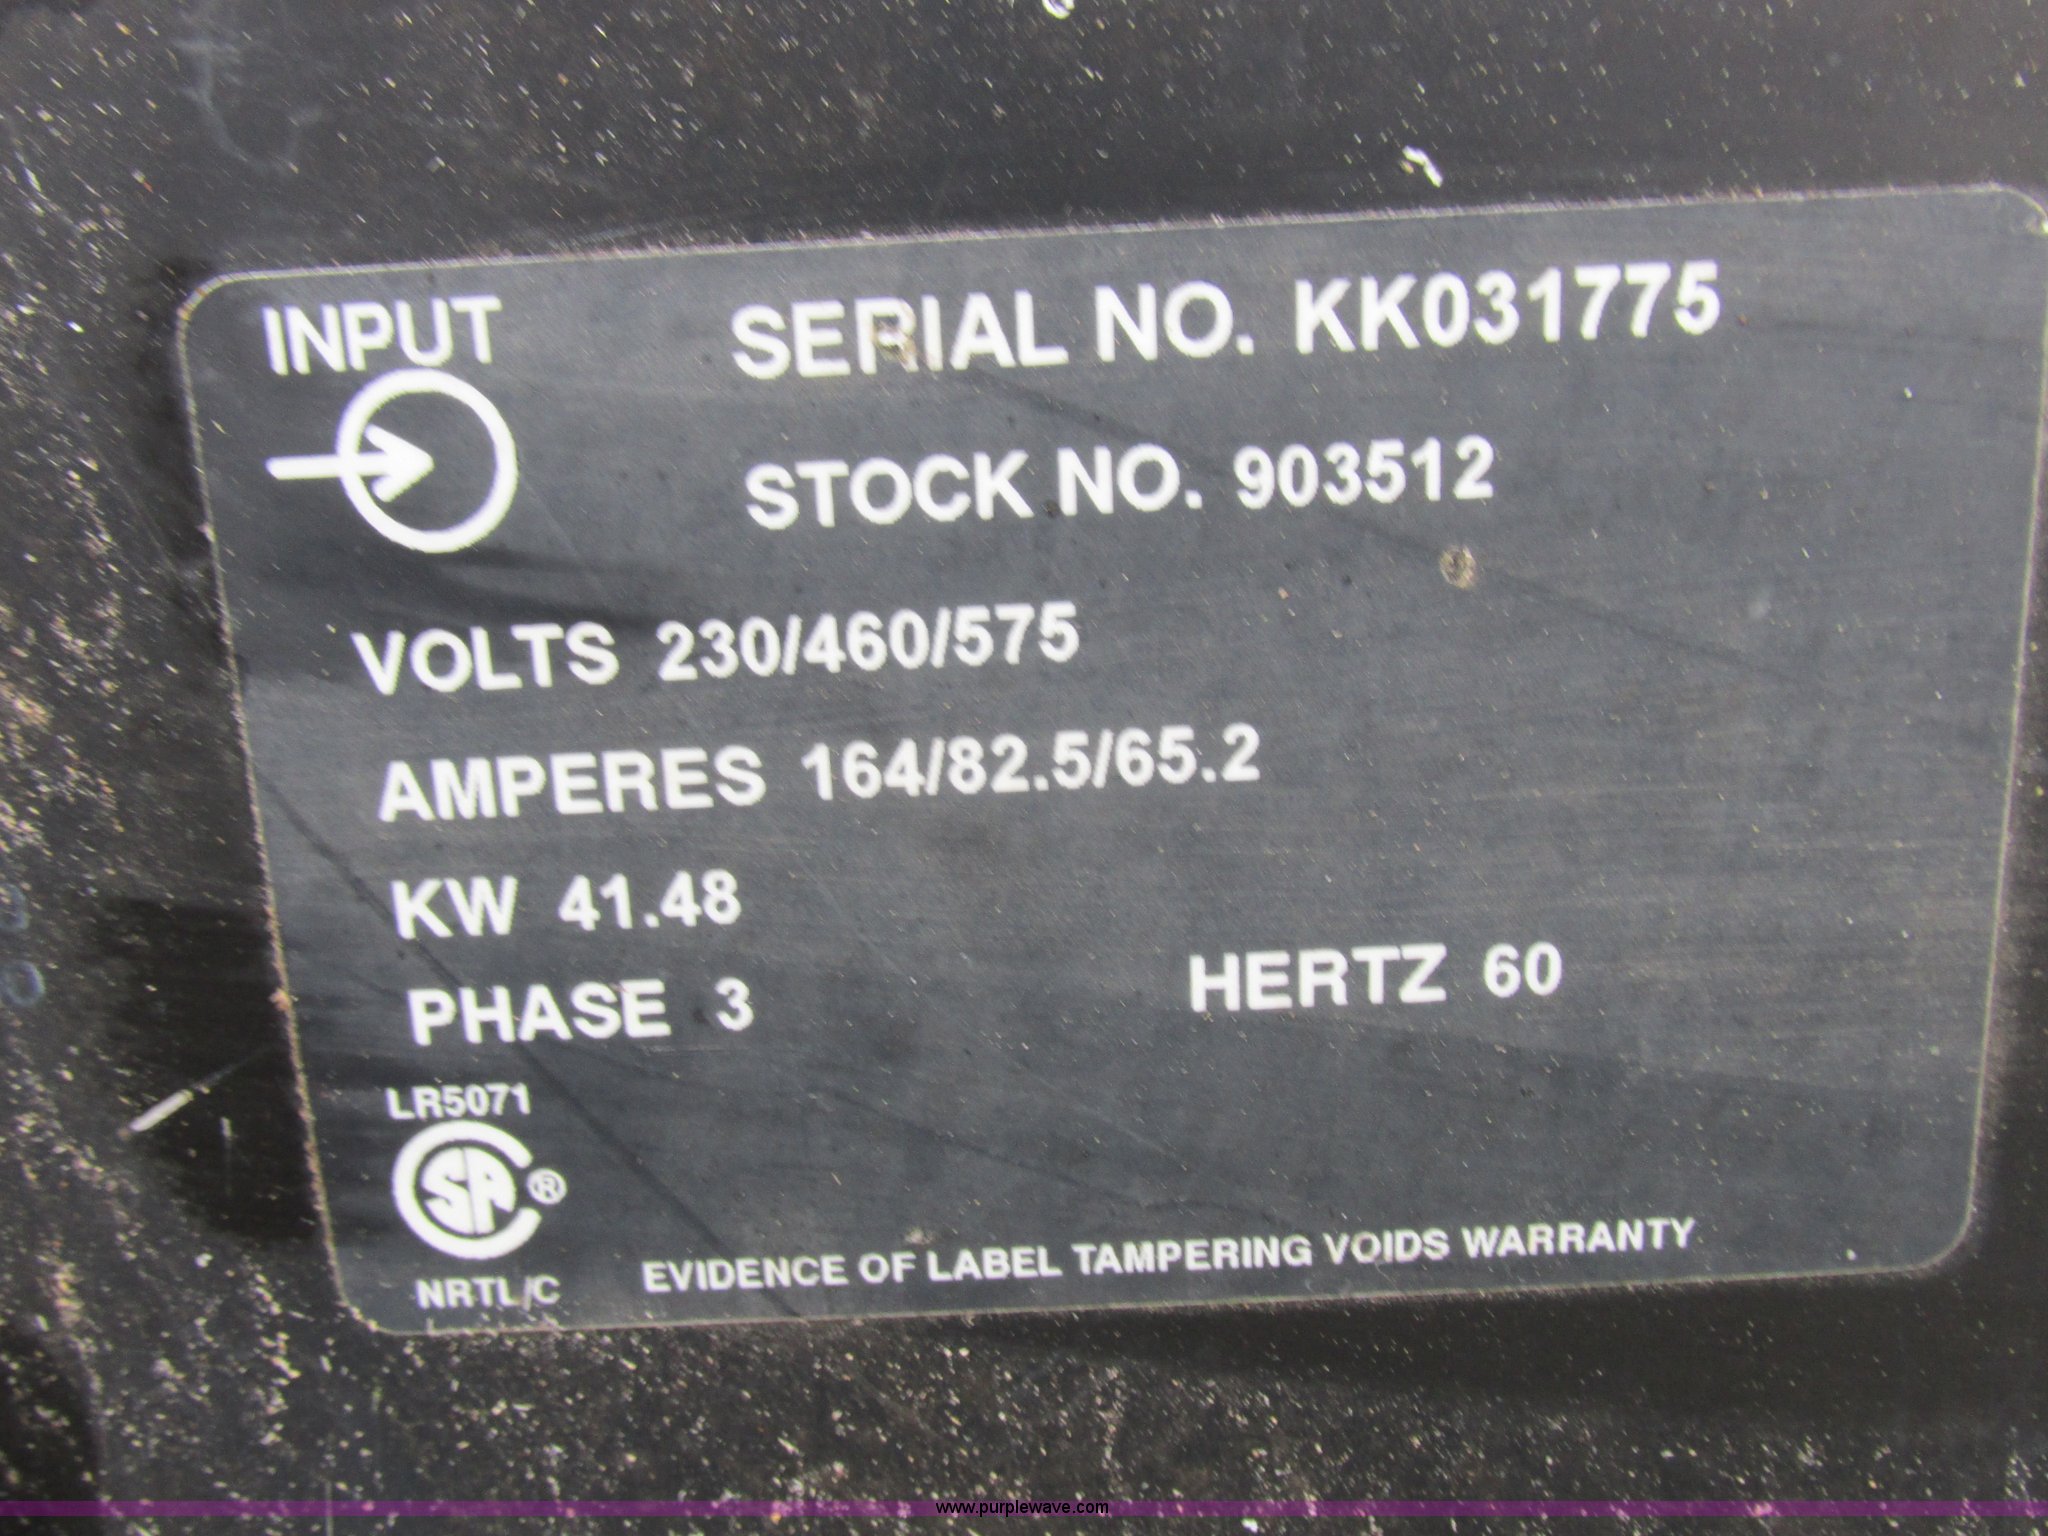 INPUT
SERIAL NO. KK031775
STOCK NO. 903512
VOLTS 230/460/575
AMPERES 164/82.5/65.2
KW 41.48
PHASE 3
HERTZ 60
LR5071
SA ®
NRTL/C
EVIDENCE OF LABEL TAMPERING VOIDS WARRANTY
www.purplewave.com